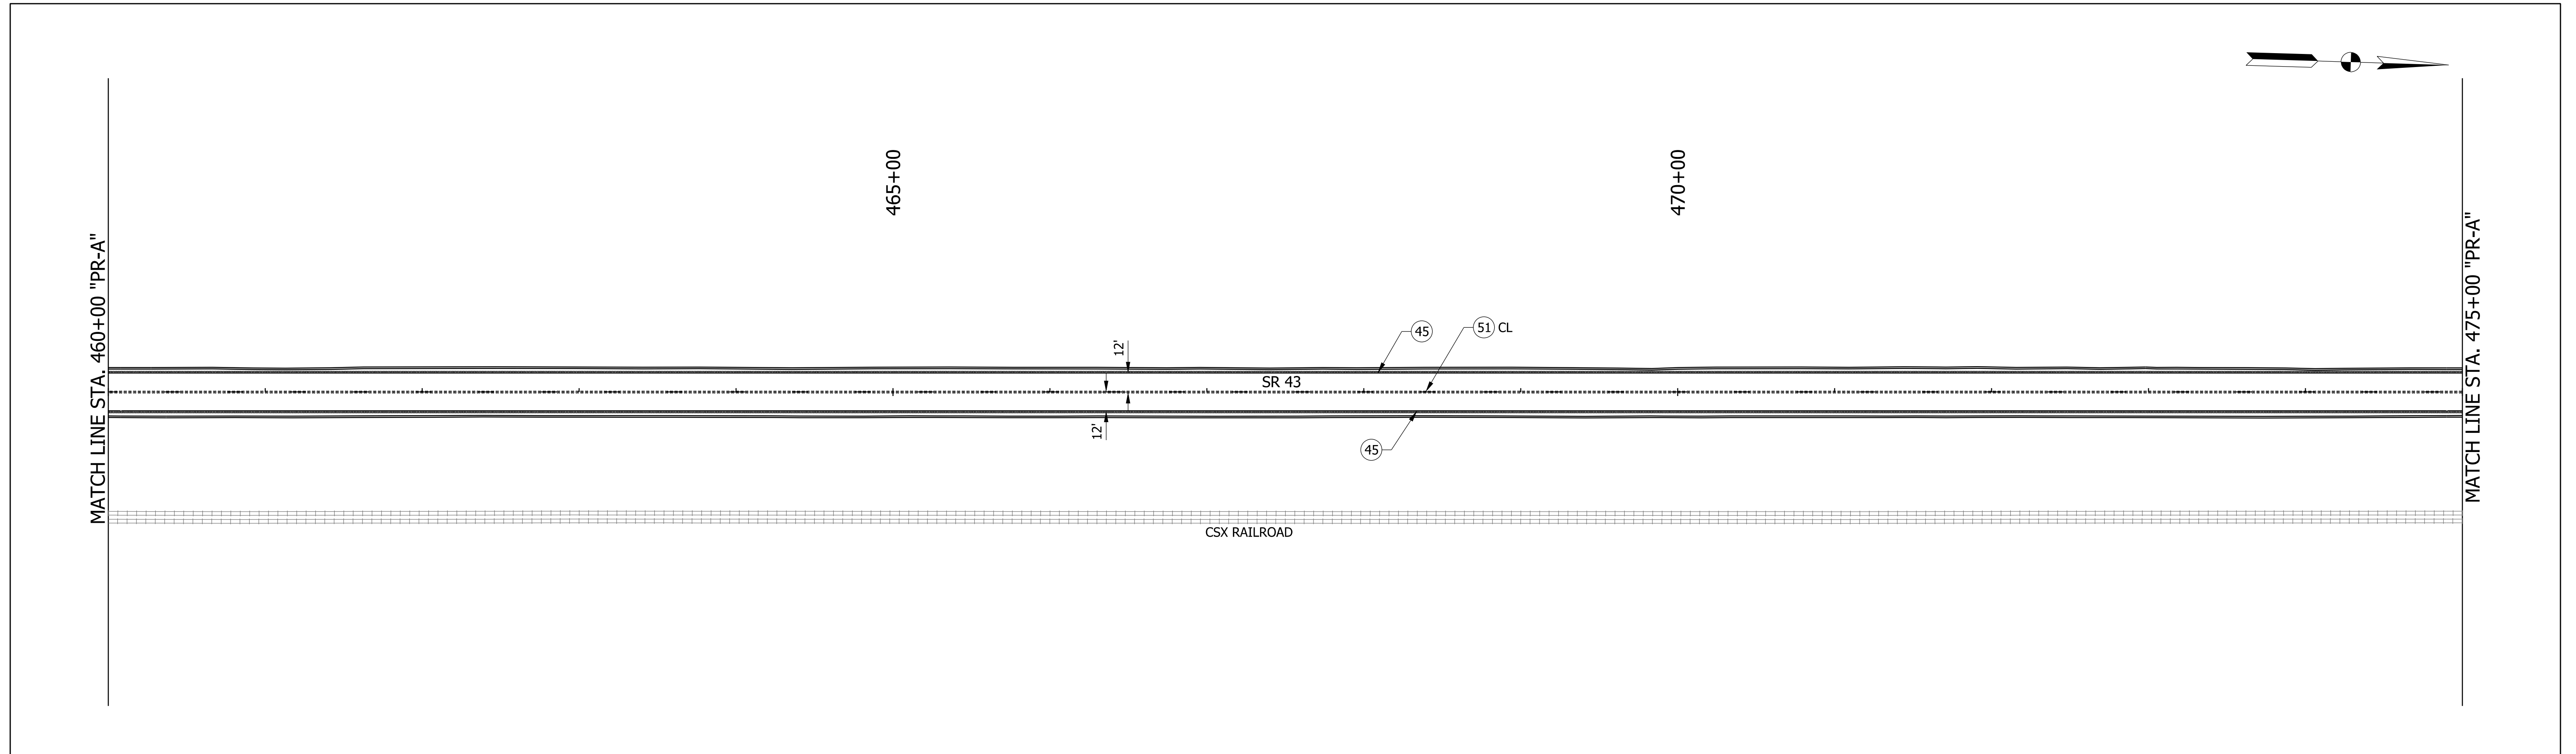 465+00
470+00
MATCH LINE STA. 460+00 "PR-A"
MATCH LINE STA. 475+00 "PR-A"
45
51 CL
12'
SR 43
12'
45
CSX RAILROAD